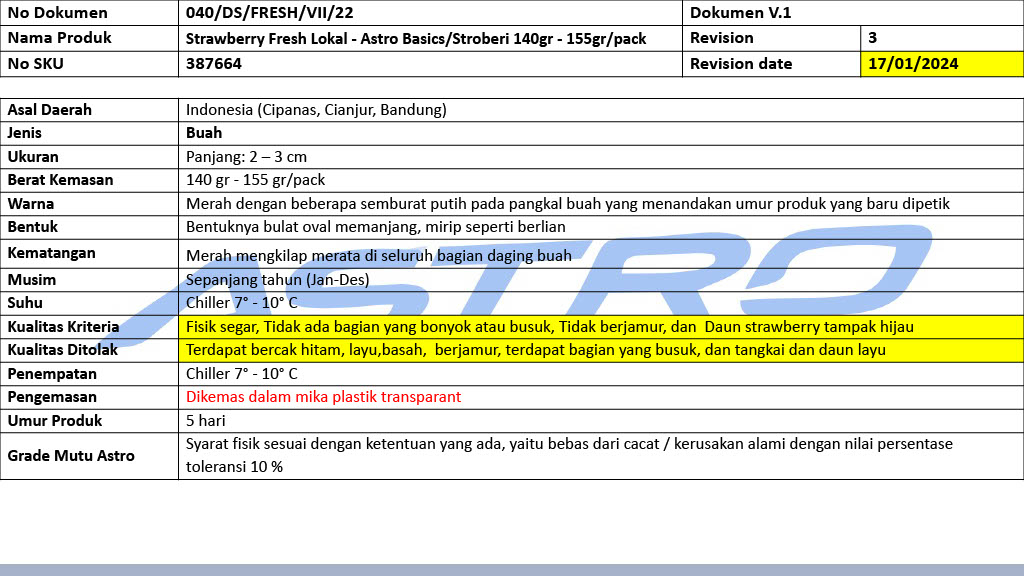 No Dokumen 040/DS/FRESH/VII/22 Dokumen V.1
Nama Produk Strawberry Fresh Lokal - Astro Basics/Stroberi 140gr - 155gr/pack Revision 3
No SKU 387664 Revision date 17/01/2024
Asal Daerah Indonesia (Cipanas, Cianjur, Bandung)
Jenis Buah
Ukuran Panjang: 2 – 3 cm
Berat Kemasan 140 gr - 155 gr/pack
Warna Merah dengan beberapa semburat putih pada pangkal buah yang menandakan umur produk yang baru dipetik
Bentuk Bentuknya bulat oval memanjang, mirip seperti berlian
Kematangan Merah mengkilap merata di seluruh bagian daging buah
Musim Sepanjang tahun (Jan-Des)
Suhu Chiller 7° - 10° C
Kualitas Kriteria Fisik segar, Tidak ada bagian yang bonyok atau busuk, Tidak berjamur, dan  Daun strawberry tampak hijau
Kualitas Ditolak Terdapat bercak hitam, layu,basah,  berjamur, terdapat bagian yang busuk, dan tangkai dan daun layu
Penempatan Chiller 7° - 10° C
Pengemasan Dikemas dalam mika plastik transparant
Umur Produk 5 hari
Grade Mutu Astro Syarat fisik sesuai dengan ketentuan yang ada, yaitu bebas dari cacat / kerusakan alami dengan nilai persentase
toleransi 10 %
ASTRO